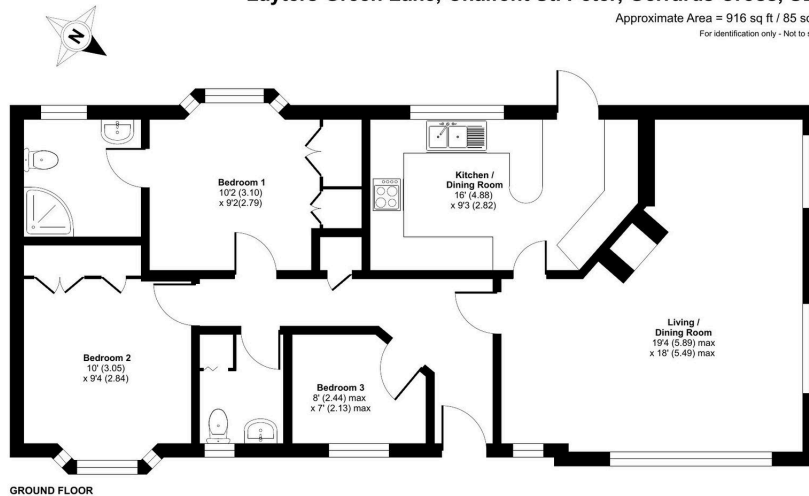 Approximate Area = 916 sq ft / 85 sq
For identification only - Not to
N
Bedroom 1
10'2 (3.10)
x 9'2(2.79)
Kitchen /
Dining Room
16' (4.88)
x 9'3 (2.82)
Living /
Dining Room
19'4 (5.89) max
x 18' (5.49) max
Bedroom 2
10' (3.05)
x 9'4 (2.84)
Bedroom 3
8' (2.44) max
x 7' (2.13) max
GROUND FLOOR